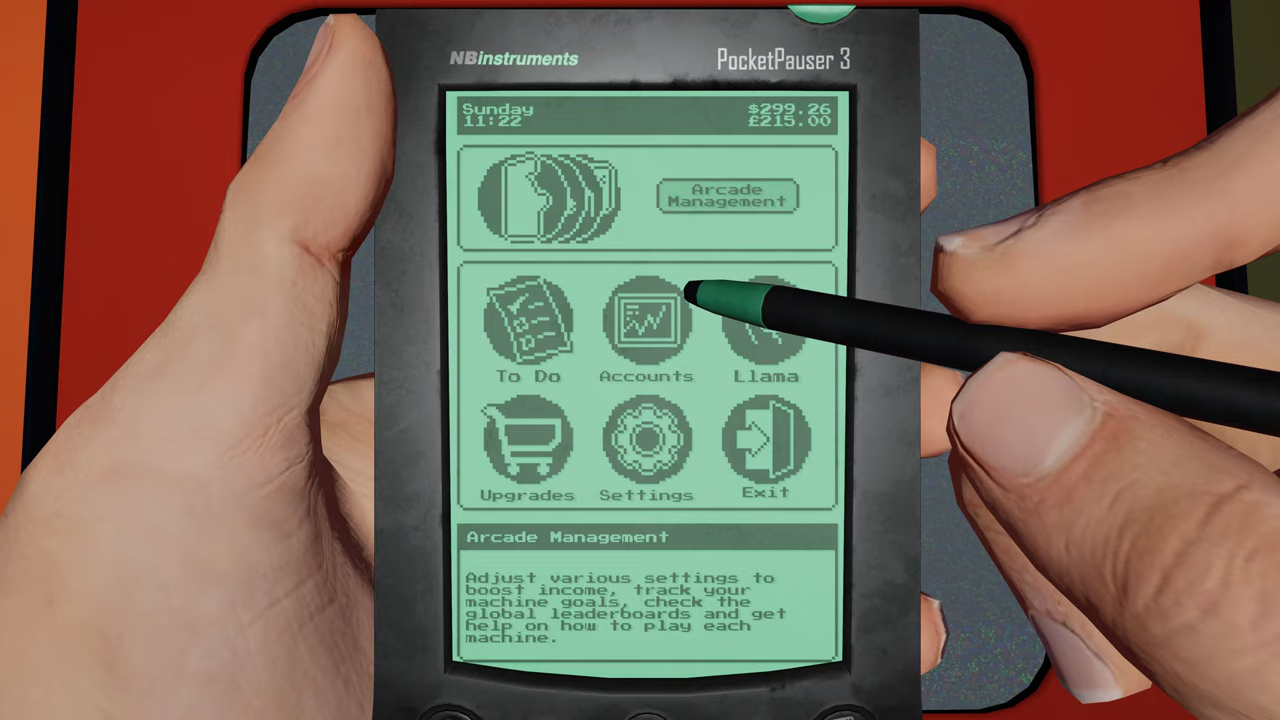 NBinstruments
PocketPauser 3
Sunday
11:22
$299.26
£215.00
Arcade
Management
To Do
Accounts
Llama
Upgrades
Settings
Exit
Arcade Management
Adjust various settings to
boost income, track your
machine goals, check the
global leaderboards and get
help on how to play each
machine.